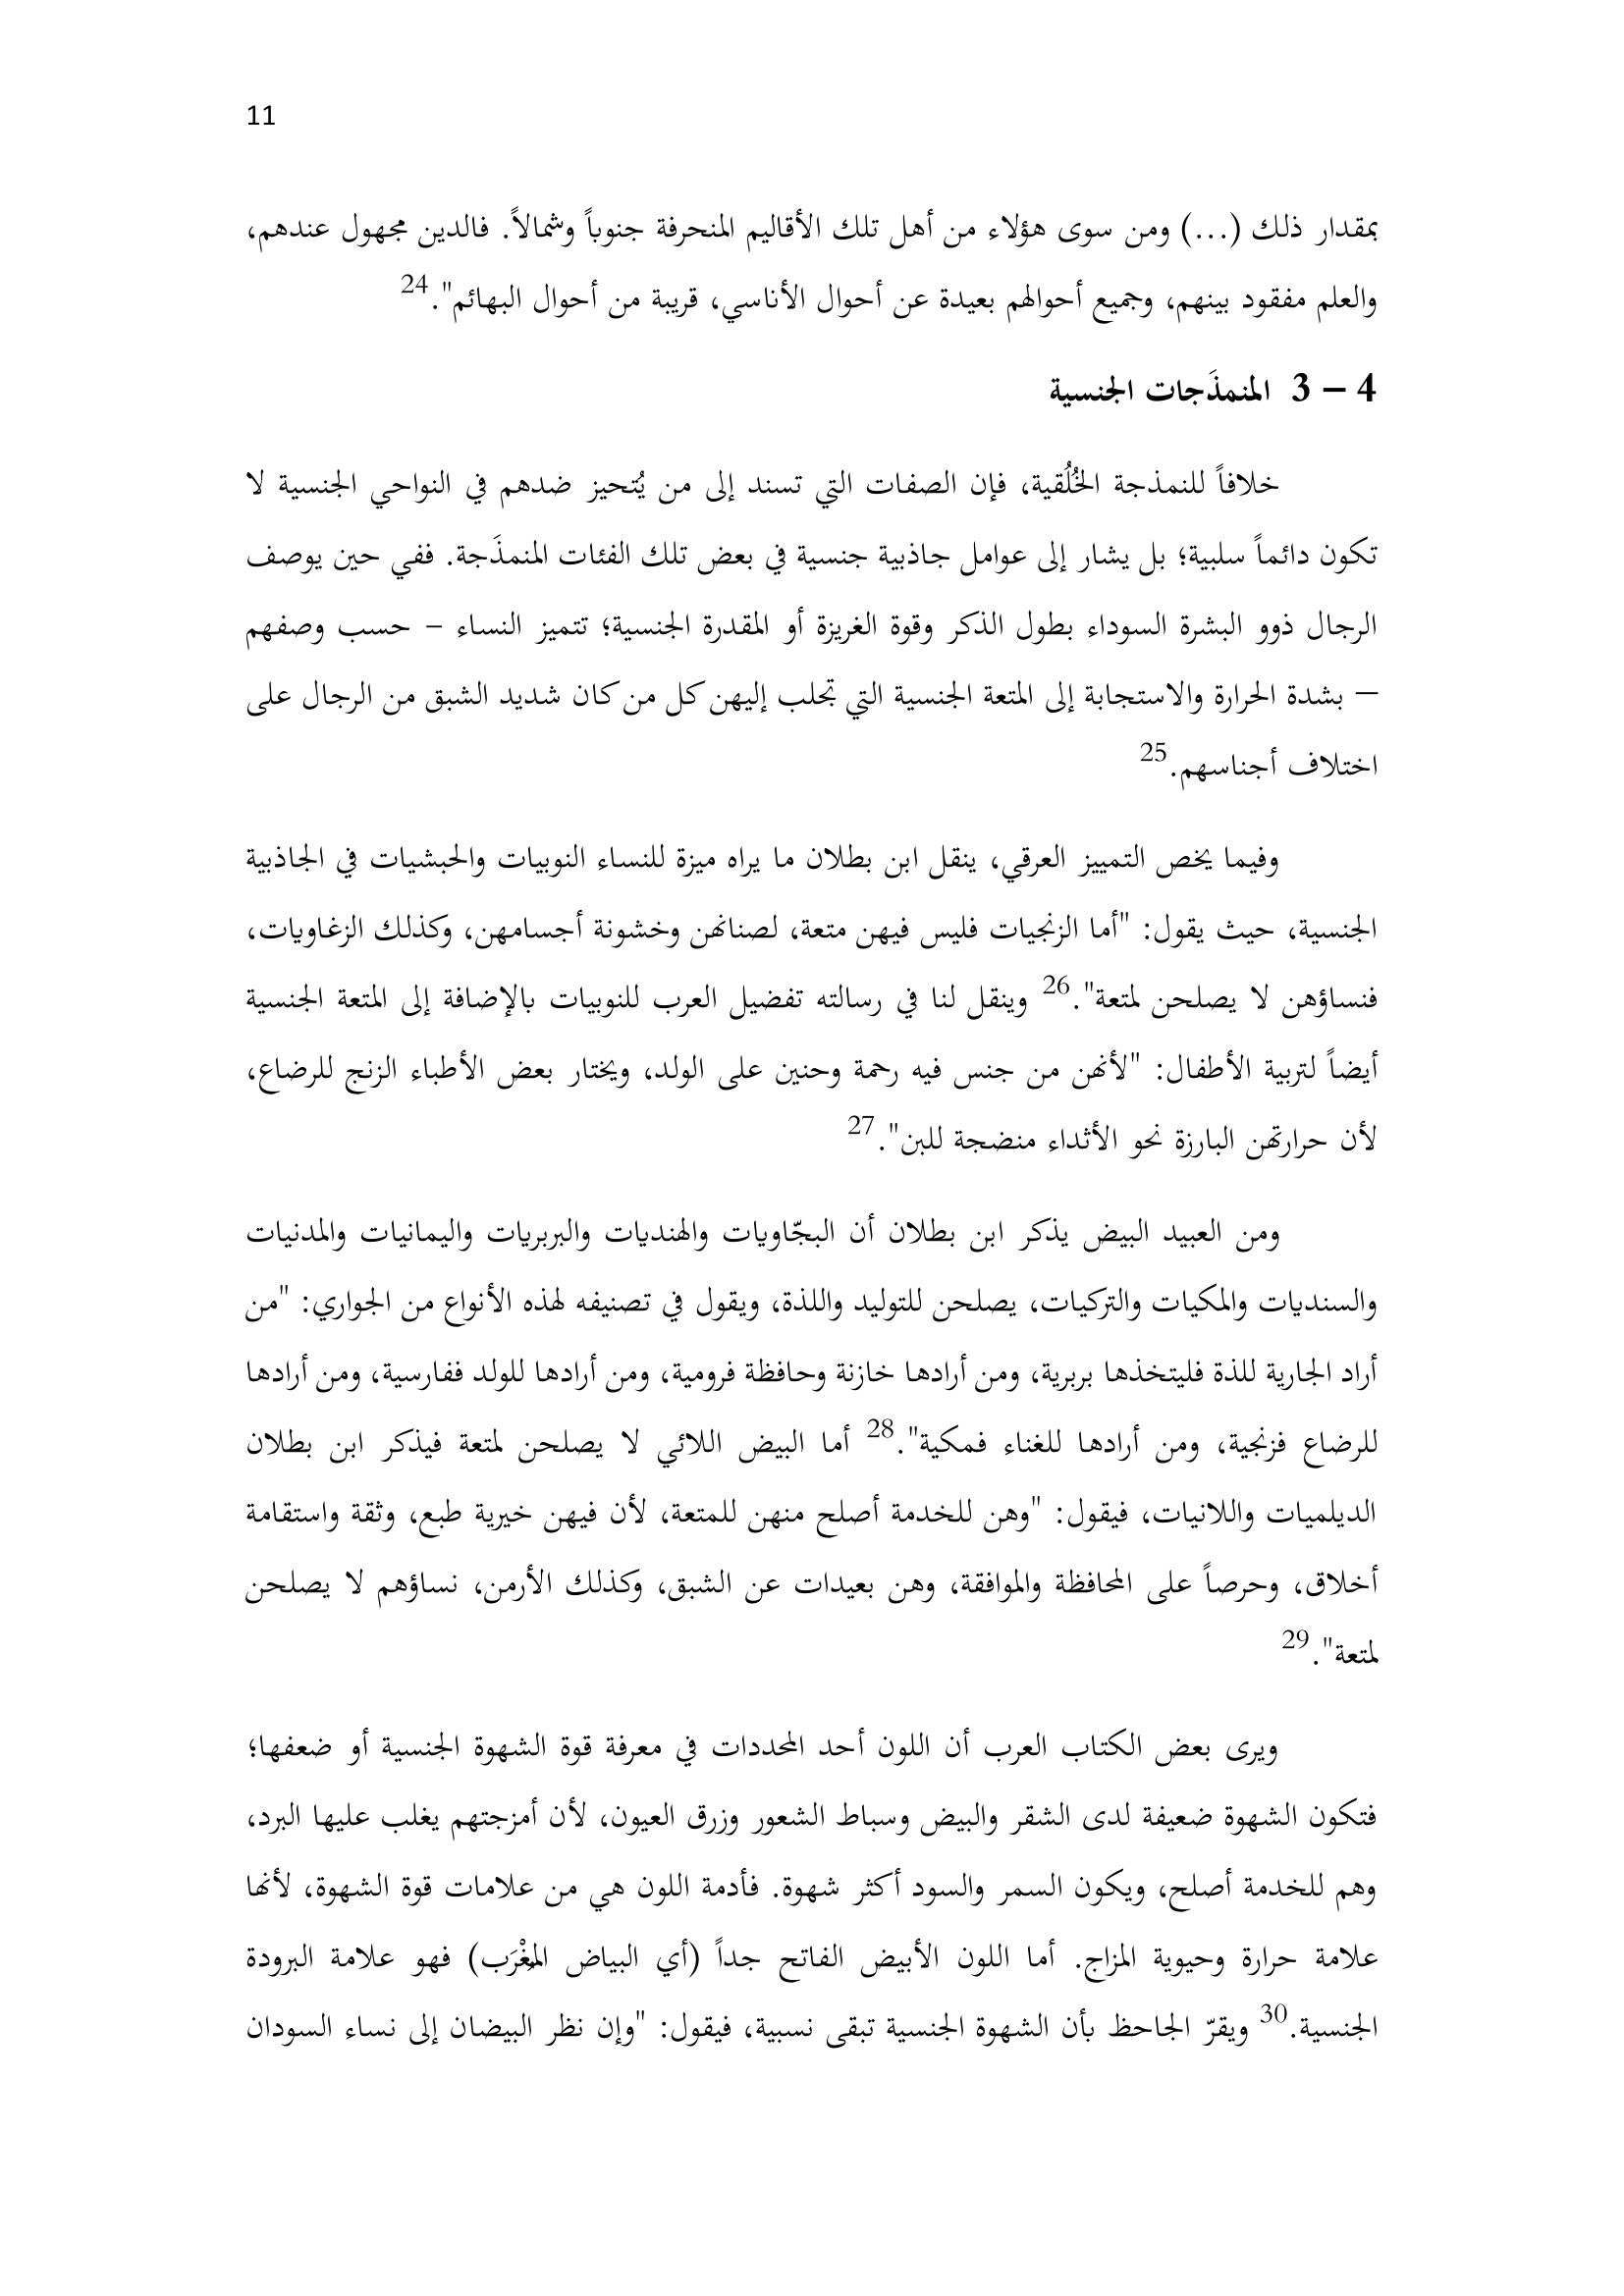 11
بمقدار ذلك (...) ومن سوى هؤلاء من أهل تلك الأقاليم المنحرفة جنوباً وشمالاً. فالدين مجهول عندهم،
والعلم مفقود بينهم، وجميع أحوالهم بعيدة عن أحوال الأناسي، قريبة من أحوال البهائم".24
4 – 3 المنمذَجات الجنسية
خلافاً للنمذجة الخُلُقية، فإن الصفات التي تسند إلى من يُتحيز ضدهم في النواحي الجنسية لا
تكون دائماً سلبية؛ بل يشار إلى عوامل جاذبية جنسية في بعض تلك الفئات المنمذَجة. ففي حين يوصف
الرجال ذوو البشرة السوداء بطول الذكر وقوة الغريزة أو المقدرة الجنسية؛ تتميز النساء – حسب وصفهم
– بشدة الحرارة والاستجابة إلى المتعة الجنسية التي تجلب إليهن كل من كان شديد الشبق من الرجال على
اختلاف أجناسهم.25
وفيما يخص التمييز العرقي، ينقل ابن بطلان ما يراه ميزة للنساء النوبيات والحبشيات في الجاذبية
الجنسية، حيث يقول: "أما الزنجيات فليس فيهن متعة، لصنانهن وخشونة أجسامهن، وكذلك الزغاويات،
فنساؤهن لا يصلحن لمتعة".26 وينقل لنا في رسالته تفضيل العرب للنوبيات بالإضافة إلى المتعة الجنسية
أيضاً لتربية الأطفال: "لأنهن من جنس فيه رحمة وحنين على الولد، ويختار بعض الأطباء الزنج للرضاع،
لأن حرارتهن البارزة نحو الأثداء منضجة للبن".27
ومن العبيد البيض يذكر ابن بطلان أن البجّاويات والهنديات والبربريات واليمانيات والمدنيات
والسنديات والمكيات والتركيات، يصلحن للتوليد واللذة، ويقول في تصنيفه لهذه الأنواع من الجواري: "من
أراد الجارية للذة فليتخذها بربرية، ومن أرادها خازنة وحافظة فرومية، ومن أرادها للولد ففارسية، ومن أرادها
للرضاع فزنجية، ومن أرادها للغناء فمكية".28 أما البيض اللائي لا يصلحن لمتعة فيذكر ابن بطلان
الديلميات واللانيات، فيقول: "وهن للخدمة أصلح منهن للمتعة، لأن فيهن خيرية طبع، وثقة واستقامة
أخلاق، وحرصاً على المحافظة والموافقة، وهن بعيدات عن الشبق، وكذلك الأرمن، نساؤهم لا يصلحن
لمتعة".29
ويرى بعض الكتاب العرب أن اللون أحد المحددات في معرفة قوة الشهوة الجنسية أو ضعفها؛
فتكون الشهوة ضعيفة لدى الشقر والبيض وسباط الشعور وزرق العيون، لأن أمزجتهم يغلب عليها البرد،
وهم للخدمة أصلح، ويكون السمر والسود أكثر شهوة. فأدمة اللون هي من علامات قوة الشهوة، لأنها
علامة حرارة وحيوية المزاج. أما اللون الأبيض الفاتح جداً (أي البياض المُغْرَب) فهو علامة البرودة
الجنسية.30 ويقرّ الجاحظ بأن الشهوة الجنسية تبقى نسبية، فيقول: "وإن نظر البيضان إلى نساء السودان